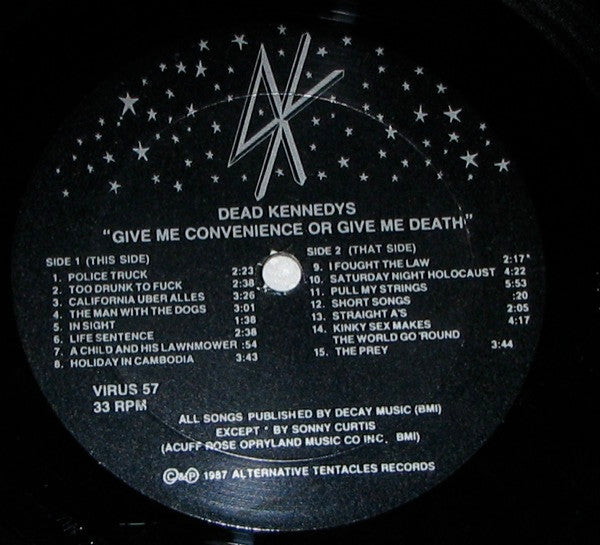 DK
DEAD KENNEDYS
"GIVE ME CONVENIENCE OR GIVE ME DEATH"
SIDE 1 (THIS SIDE)
1. POLICE TRUCK 2:23
2. TOO DRUNK TO FUCK 2:38
3. CALIFORNIA UBER ALLES 3:26
4. THE MAN WITH THE DOGS 3:01
5. IN SIGHT 1:38
6. LIFE SENTENCE 2:38
7. A CHILD AND HIS LAWNMOWER :54
8. HOLIDAY IN CAMBODIA 3:43
SIDE 2 (THAT SIDE)
9. I FOUGHT THE LAW 2:17*
10. SATURDAY NIGHT HOLOCAUST 4:22
11. PULL MY STRINGS 5:53
12. SHORT SONGS :20
13. STRAIGHT A'S 2:05
14. KINKY SEX MAKES 4:17
THE WORLD GO 'ROUND
15. THE PREY 3:44
VIRUS 57
33 RPM
ALL SONGS PUBLISHED BY DECAY MUSIC (BMI)
EXCEPT * BY SONNY CURTIS
(ACUFF ROSE OPRYLAND MUSIC CO INC. BMI)
©&℗ 1987 ALTERNATIVE TENTACLES RECORDS